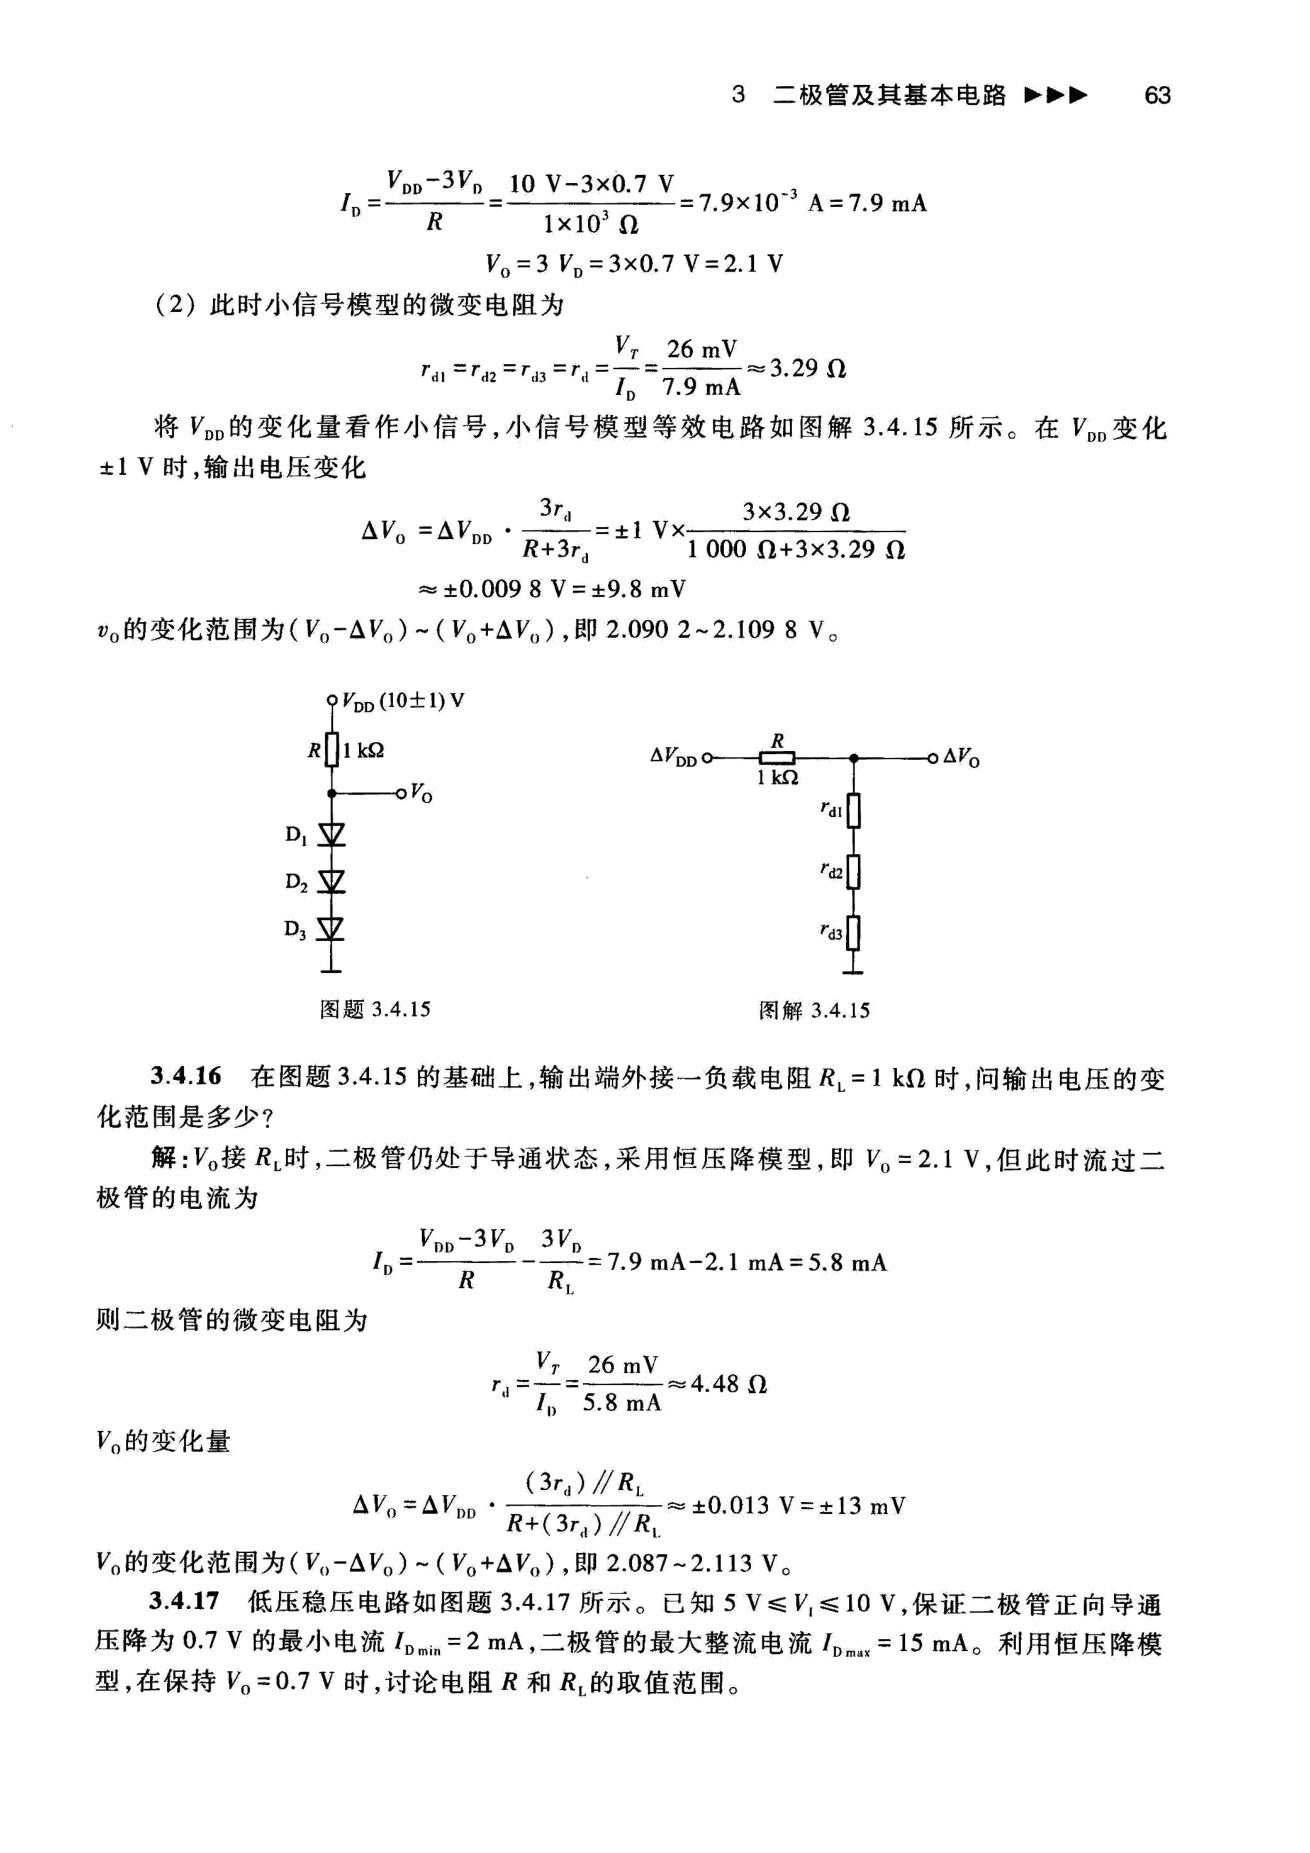 3 二极管及其基本电路 ▶▶▶ 63
I_D = (V_DD-3V_D)/R = (10 V-3×0.7 V)/(1×10³ Ω) = 7.9×10⁻³ A = 7.9 mA
V_O = 3 V_D = 3×0.7 V = 2.1 V
(2) 此时小信号模型的微变电阻为
r_d1 = r_d2 = r_d3 = r_d = V_T/I_D = 26 mV/7.9 mA ≈ 3.29 Ω
将 V_DD的变化量看作小信号,小信号模型等效电路如图解 3.4.15 所示。在 V_DD变化
±1 V 时,输出电压变化
ΔV_O = ΔV_DD · 3r_d/(R+3r_d) = ±1 V× (3×3.29 Ω)/(1 000 Ω+3×3.29 Ω)
≈ ±0.009 8 V = ±9.8 mV
v_O的变化范围为(V_O-ΔV_O) ~ (V_O+ΔV_O),即 2.090 2~2.109 8 V。
V_DD (10±1) V
R 1 kΩ
V_O
D₁
D₂
D₃
图题 3.4.15
ΔV_DD R ΔV_O
1 kΩ
r_d1
r_d2
r_d3
图解 3.4.15
3.4.16 在图题 3.4.15 的基础上,输出端外接一负载电阻 R_L = 1 kΩ 时,问输出电压的变
化范围是多少?
解:V_O接 R_L时,二极管仍处于导通状态,采用恒压降模型,即 V_O = 2.1 V,但此时流过二
极管的电流为
I_D = (V_DD-3V_D)/R - 3V_D/R_L = 7.9 mA-2.1 mA = 5.8 mA
则二极管的微变电阻为
r_d = V_T/I_D = 26 mV/5.8 mA ≈ 4.48 Ω
V_O的变化量
ΔV_O = ΔV_DD · ((3r_d)∥R_L)/(R+(3r_d)∥R_L) ≈ ±0.013 V = ±13 mV
V_O的变化范围为(V_O-ΔV_O) ~ (V_O+ΔV_O),即 2.087~2.113 V。
3.4.17 低压稳压电路如图题 3.4.17 所示。已知 5 V≤V_I≤10 V,保证二极管正向导通
压降为 0.7 V 的最小电流 I_Dmin = 2 mA,二极管的最大整流电流 I_Dmax = 15 mA。利用恒压降模
型,在保持 V_O = 0.7 V 时,讨论电阻 R 和 R_L的取值范围。